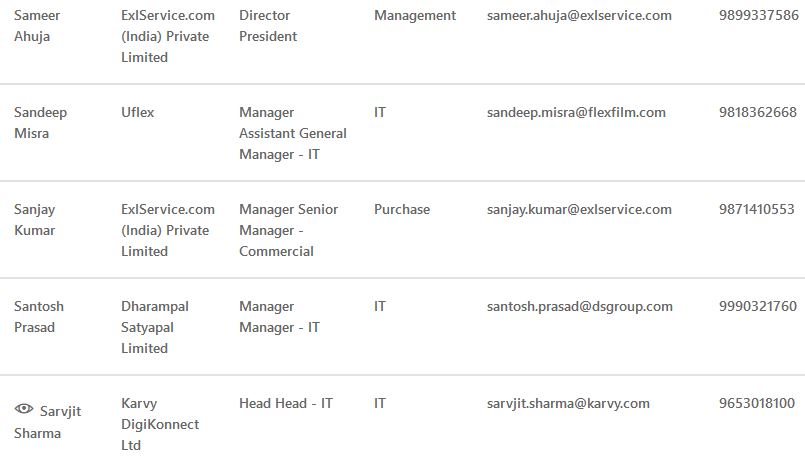 Sameer ExlService.com Director Management sameer.ahuja@exlservice.com 9899337586
Ahuja (India) Private President
Limited
Sandeep Uflex Manager IT sandeep.misra@flexfilm.com 9818362668
Misra Assistant General
Manager - IT
Sanjay ExlService.com Manager Senior Purchase sanjay.kumar@exlservice.com 9871410553
Kumar (India) Private Manager -
Limited Commercial
Santosh Dharampal Manager IT santosh.prasad@dsgroup.com 9990321760
Prasad Satyapal Manager - IT
Limited
Sarvjit Karvy Head Head - IT IT sarvjit.sharma@karvy.com 9653018100
Sharma DigiKonnect
Ltd